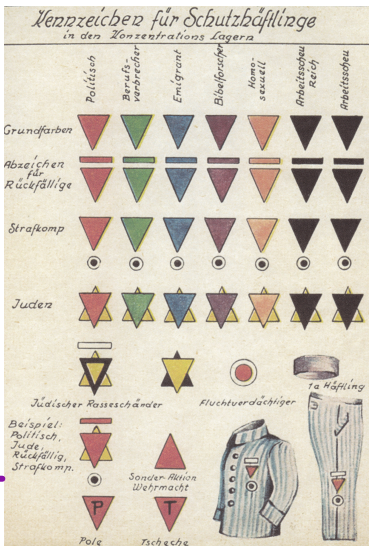 Kennzeichen für Schutzhäftlinge
in den Konzentrations Lagern
Politisch
Berufs-
verbrecher
Emigrant
Bibelforscher
Homo-
sexuell
Arbeitsscheu
Reich
Arbeitsscheu
Grundfarben
Abzeichen
für
Rückfällige
Strafkomp
Juden
Jüdischer Rasseschänder
Fluchtverdächtiger
1a Häftling
Beispiel:
Politisch,
Jude,
Rückfällig,
Strafkomp.
Sonder Aktion
Wehrmacht
P
T
Pole
Tscheche